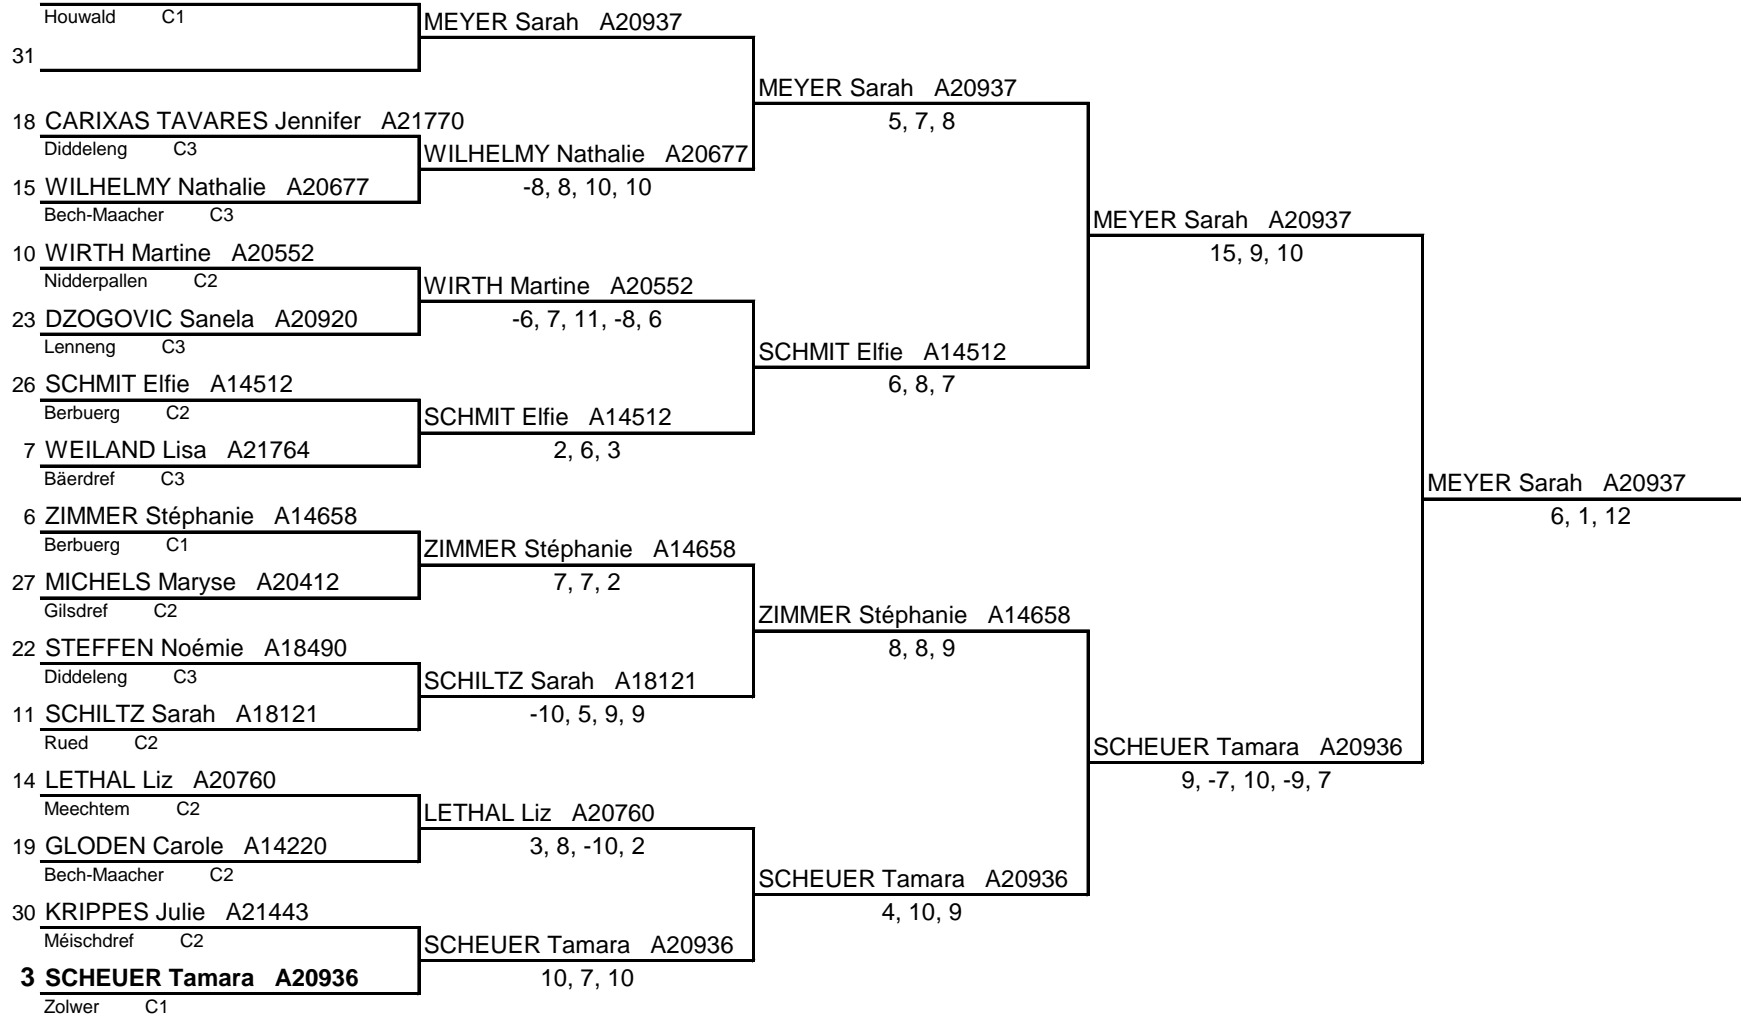 Houwald C1
MEYER Sarah A20937
31
MEYER Sarah A20937
5, 7, 8
18 CARIXAS TAVARES Jennifer A21770
Diddeleng C3
WILHELMY Nathalie A20677
-8, 8, 10, 10
15 WILHELMY Nathalie A20677
Bech-Maacher C3
MEYER Sarah A20937
15, 9, 10
10 WIRTH Martine A20552
Nidderpallen C2
WIRTH Martine A20552
-6, 7, 11, -8, 6
23 DZOGOVIC Sanela A20920
Lenneng C3
SCHMIT Elfie A14512
6, 8, 7
26 SCHMIT Elfie A14512
Berbuerg C2
SCHMIT Elfie A14512
2, 6, 3
7 WEILAND Lisa A21764
Bäerdref C3
MEYER Sarah A20937
6, 1, 12
6 ZIMMER Stéphanie A14658
Berbuerg C1
ZIMMER Stéphanie A14658
7, 7, 2
27 MICHELS Maryse A20412
Gilsdref C2
ZIMMER Stéphanie A14658
8, 8, 9
22 STEFFEN Noémie A18490
Diddeleng C3
SCHILTZ Sarah A18121
-10, 5, 9, 9
11 SCHILTZ Sarah A18121
Rued C2
SCHEUER Tamara A20936
9, -7, 10, -9, 7
14 LETHAL Liz A20760
Meechtem C2
LETHAL Liz A20760
3, 8, -10, 2
19 GLODEN Carole A14220
Bech-Maacher C2
SCHEUER Tamara A20936
4, 10, 9
30 KRIPPES Julie A21443
Méischdref C2
SCHEUER Tamara A20936
10, 7, 10
3 SCHEUER Tamara A20936
Zolwer C1